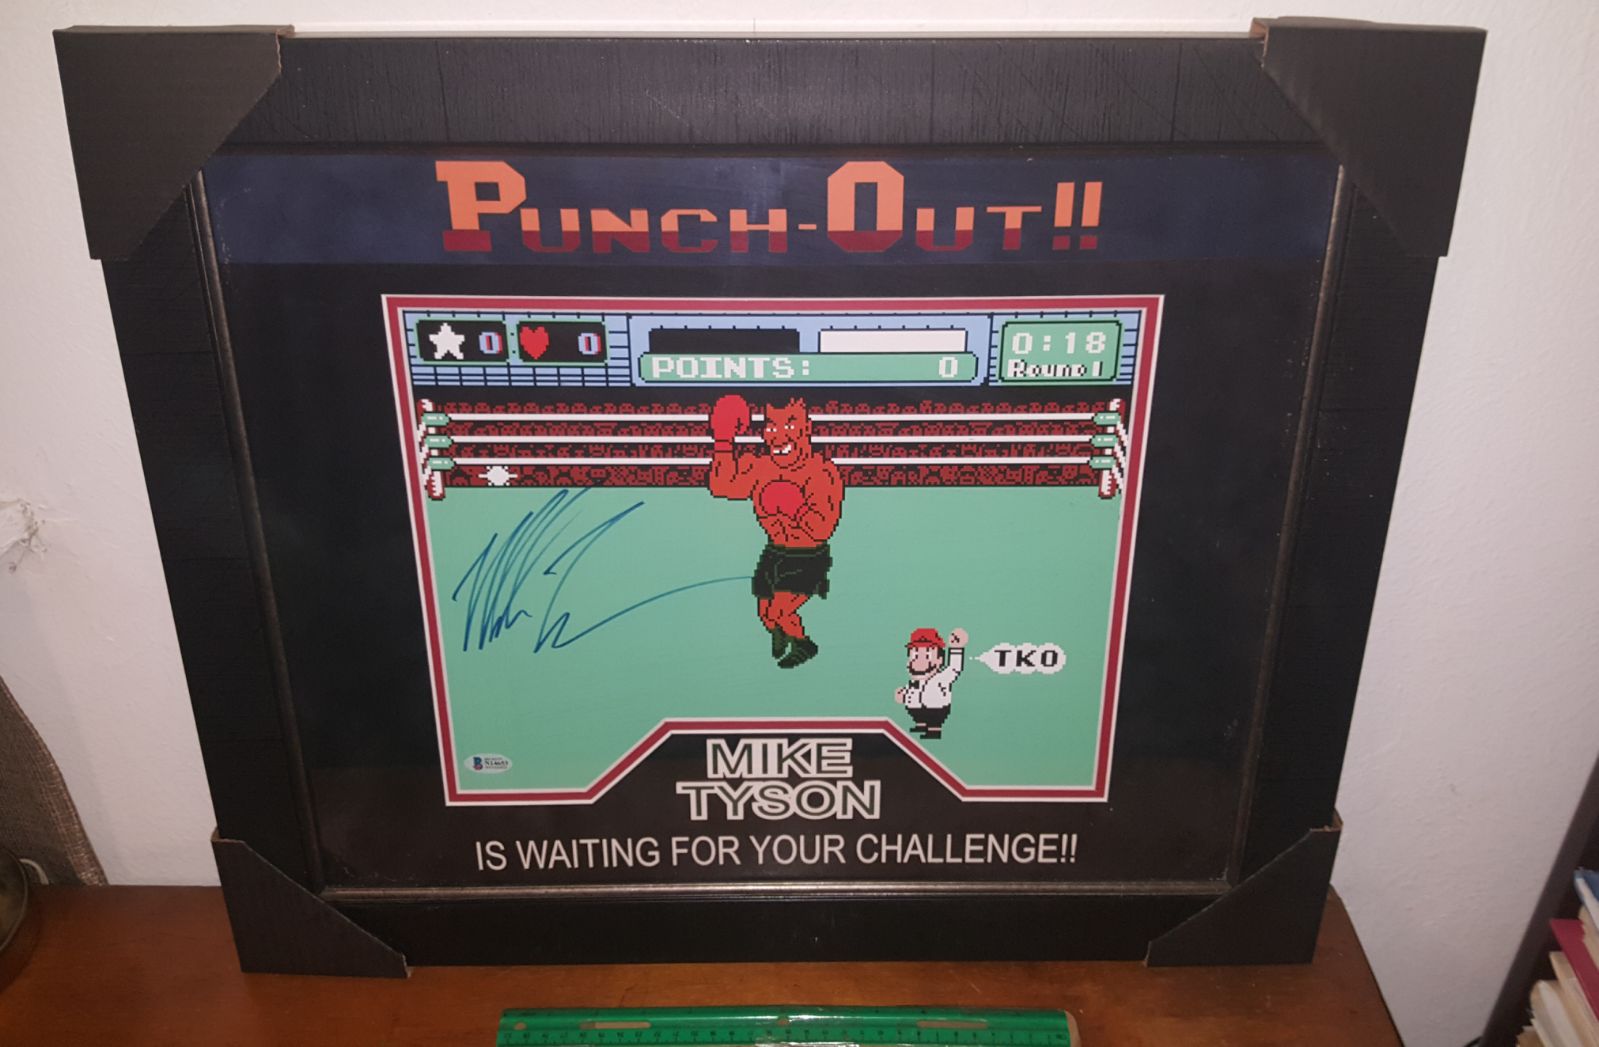 PUNCH-OUT!!
0 0
POINTS: 0
0:18
Round 1
TKO
MIKE
TYSON
IS WAITING FOR YOUR CHALLENGE!!